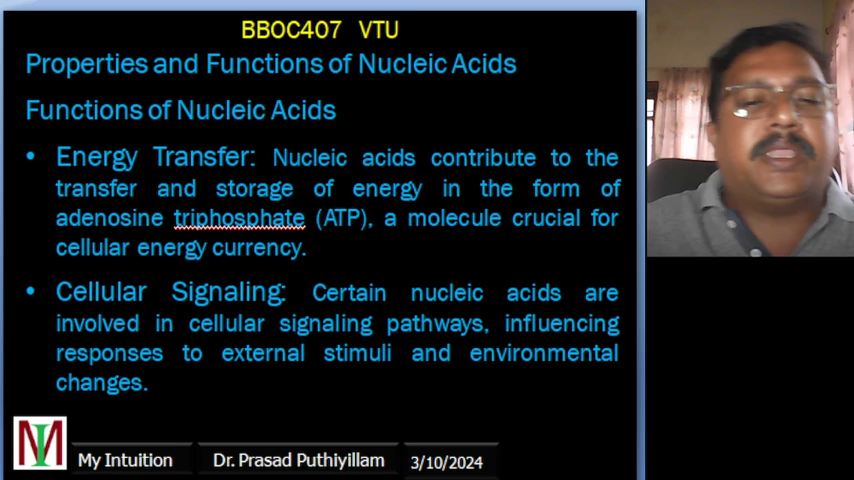 BBOC407 VTU
Properties and Functions of Nucleic Acids
Functions of Nucleic Acids
• Energy Transfer: Nucleic acids contribute to the
transfer and storage of energy in the form of
adenosine triphosphate (ATP), a molecule crucial for
cellular energy currency.
• Cellular Signaling: Certain nucleic acids are
involved in cellular signaling pathways, influencing
responses to external stimuli and environmental
changes.
MI
My Intuition
Dr. Prasad Puthiyillam
3/10/2024